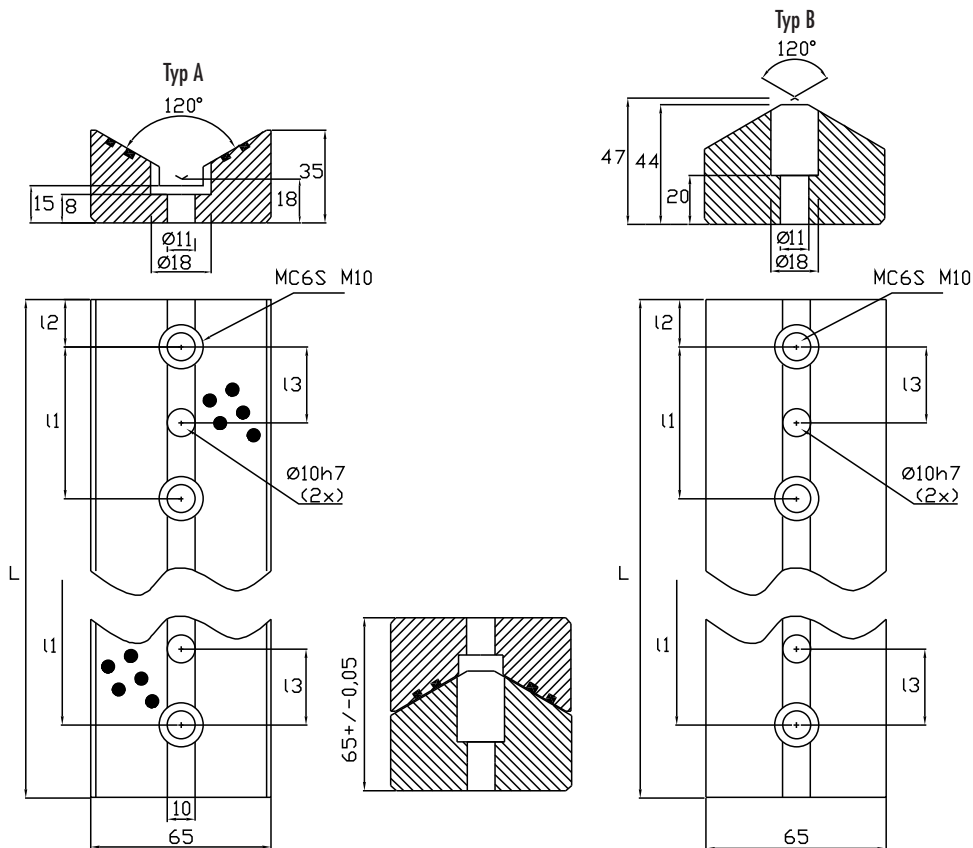 Typ A
120°
35
18
15
8
Ø11
Ø18
MC6S M10
l2
l1
l3
Ø10h7
(2x)
L
l1
l3
10
65
65+/-0,05
Typ B
120°
47
44
20
Ø11
Ø18
MC6S M10
l2
l1
l3
Ø10h7
(2x)
L
l1
l3
65